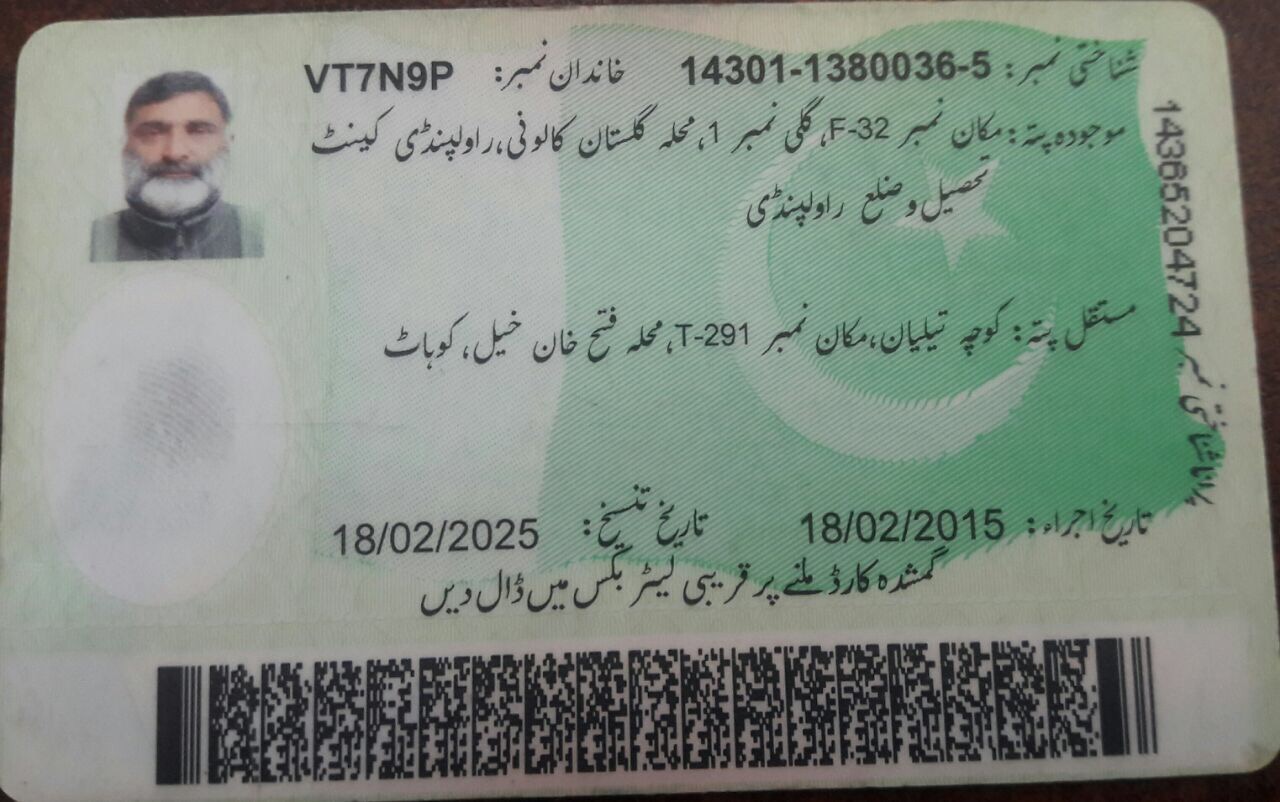 شناختی نمبر: 14301-1380036-5 خاندان نمبر: VT7N9P
موجودہ پتہ: مکان نمبر F-32، گلی نمبر 1، محلہ گلستان کالونی، راولپنڈی کینٹ
تحصیل و ضلع راولپنڈی
مستقل پتہ: کوچہ تیلیان، مکان نمبر T-291، محلہ فتح خان خیل، کوہاٹ
تاریخ اجراء: 18/02/2015 تاریخ تنسیخ: 18/02/2025
گمشدہ کارڈ ملنے پر قریبی لیٹر بکس میں ڈال دیں
پرانا شناختی نمبر 14365204724